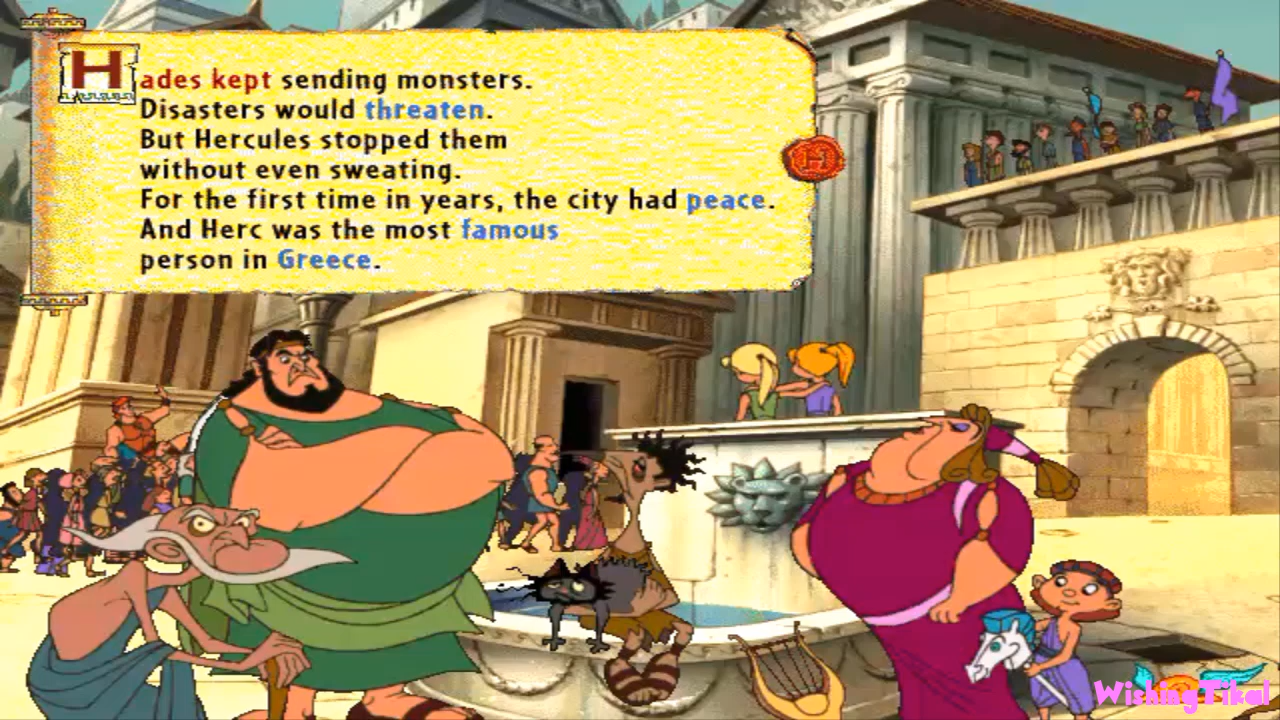 Hades kept sending monsters.
Disasters would threaten.
But Hercules stopped them
without even sweating.
For the first time in years, the city had peace.
And Herc was the most famous
person in Greece.
H
WishingTikal